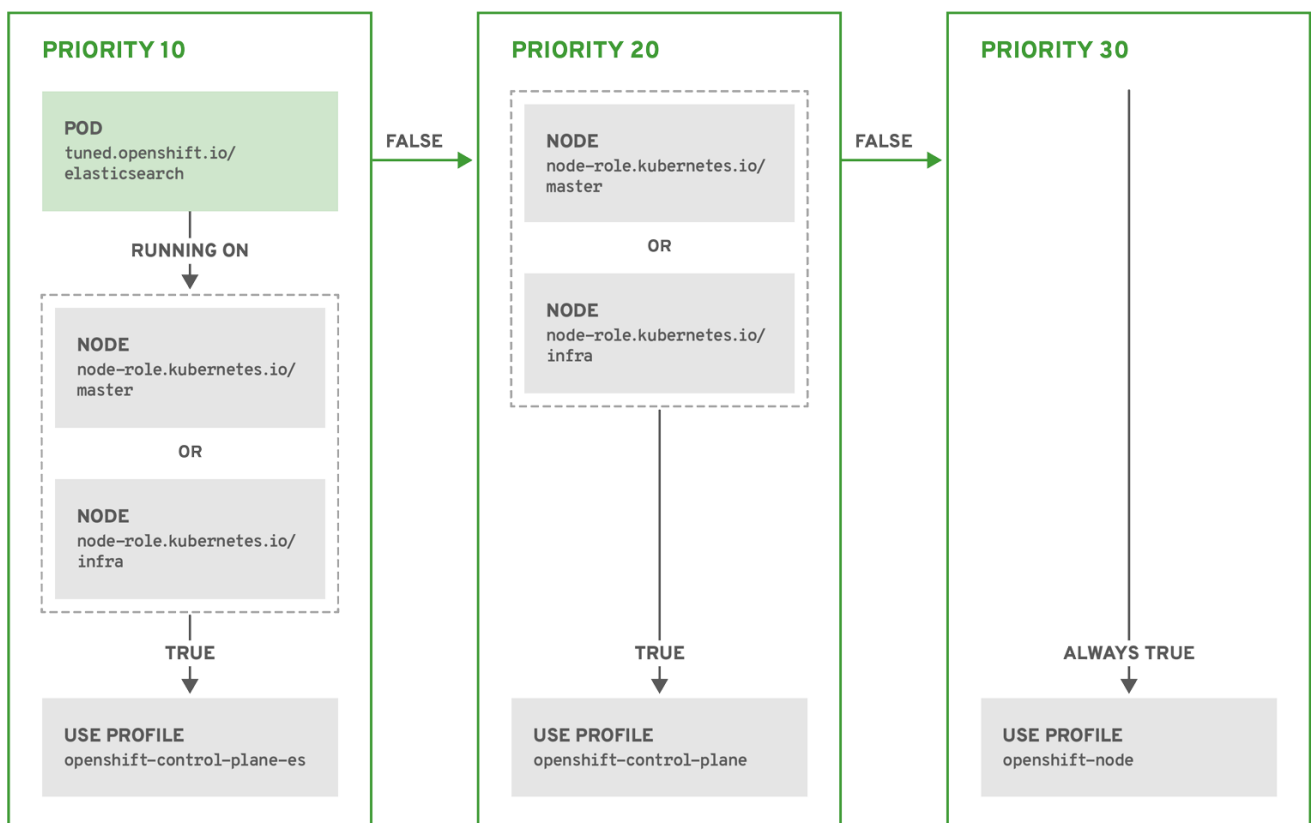 PRIORITY 10
POD
tuned.openshift.io/
elasticsearch
RUNNING ON
NODE
node-role.kubernetes.io/
master
OR
NODE
node-role.kubernetes.io/
infra
TRUE
USE PROFILE
openshift-control-plane-es
FALSE
PRIORITY 20
NODE
node-role.kubernetes.io/
master
OR
NODE
node-role.kubernetes.io/
infra
TRUE
USE PROFILE
openshift-control-plane
FALSE
PRIORITY 30
ALWAYS TRUE
USE PROFILE
openshift-node